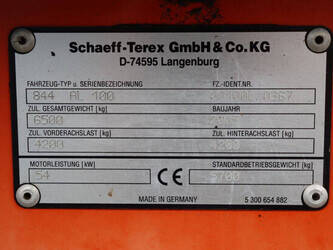 Schaeff-Terex GmbH & Co.KG
D-74595 Langenburg
FAHRZEUG-TYP u. SERIENBEZEICHNUNG FZ-IDENT.NR.
844 AL 100
ZUL. GESAMTGEWICHT [kg] BAUJAHR
6500
ZUL. VORDERACHSLAST [kg] ZUL. HINTERACHSLAST [kg]
4200
MOTORLEISTUNG [kW] STANDARDBETRIEBSGEWICHT [kg]
54 CE 5700
MADE IN GERMANY 5 300 654 882